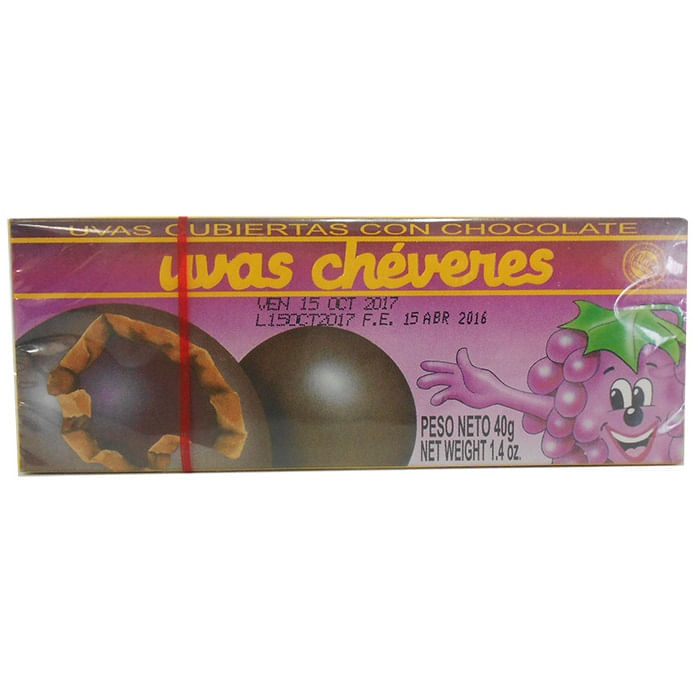 UVAS CUBIERTAS CON CHOCOLATE
uvas chéveres
VEN 15 OCT 2017
L15OCT2017 F.E. 15 ABR 2016
PESO NETO 40g
NET WEIGHT 1.4 oz.